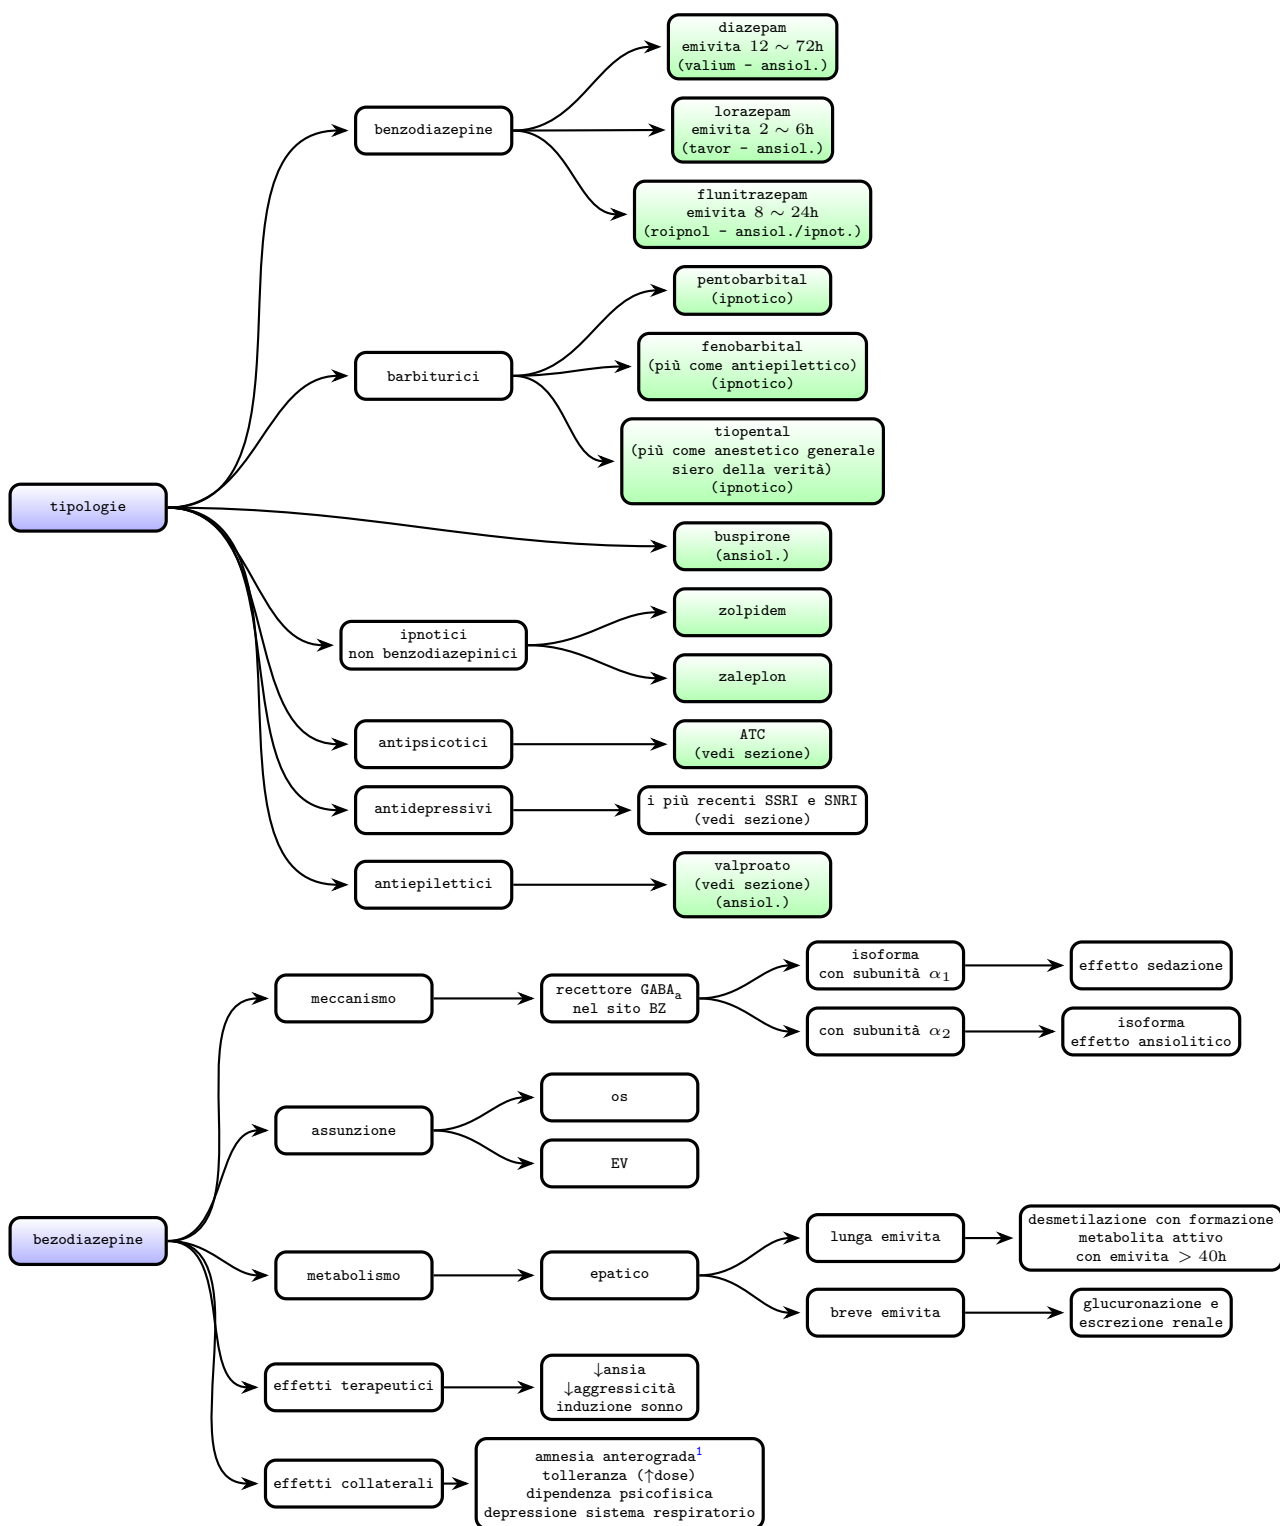 diazepam
emivita 12 ∼ 72h
(valium - ansiol.)
benzodiazepine
lorazepam
emivita 2 ∼ 6h
(tavor - ansiol.)
flunitrazepam
emivita 8 ∼ 24h
(roipnol - ansiol./ipnot.)
pentobarbital
(ipnotico)
barbiturici
fenobarbital
(più come antiepilettico)
(ipnotico)
tiopental
(più come anestetico generale
siero della verità)
(ipnotico)
tipologie
buspirone
(ansiol.)
ipnotici
non benzodiazepinici
zolpidem
zaleplon
antipsicotici
ATC
(vedi sezione)
antidepressivi
i più recenti SSRI e SNRI
(vedi sezione)
antiepilettici
valproato
(vedi sezione)
(ansiol.)
meccanismo
recettore GABAₐ
nel sito BZ
isoforma
con subunità α₁
effetto sedazione
con subunità α₂
isoforma
effetto ansiolitico
assunzione
os
EV
bezodiazepine
metabolismo
epatico
lunga emivita
desmetilazione con formazione
metabolita attivo
con emivita > 40h
breve emivita
glucuronazione e
escrezione renale
effetti terapeutici
↓ansia
↓aggressicità
induzione sonno
effetti collaterali
amnesia anterograda¹
tolleranza (↑dose)
dipendenza psicofisica
depressione sistema respiratorio